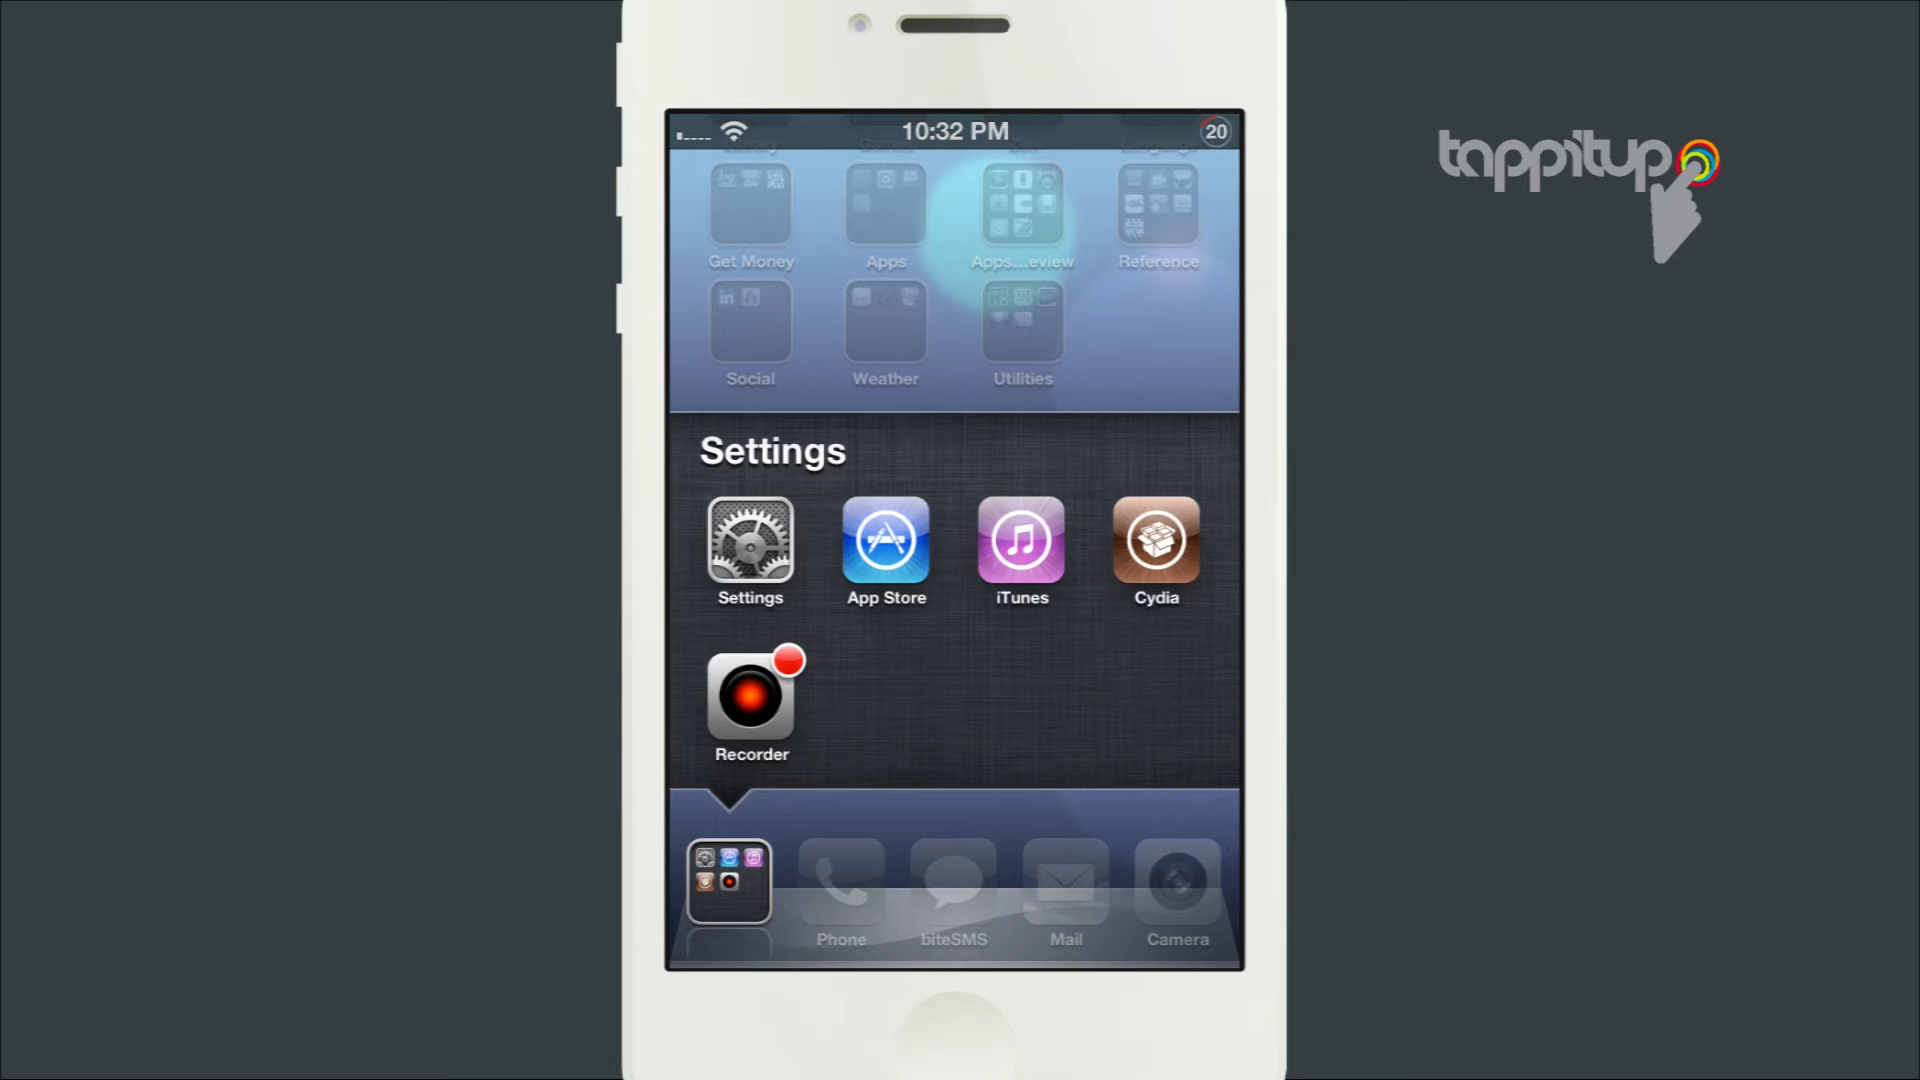 10:32 PM
20
tappitup
Get Money
Apps
Apps...eview
Reference
in
Social
Weather
Utilities
Settings
Settings
App Store
iTunes
Cydia
Recorder
Phone
biteSMS
Mail
Camera